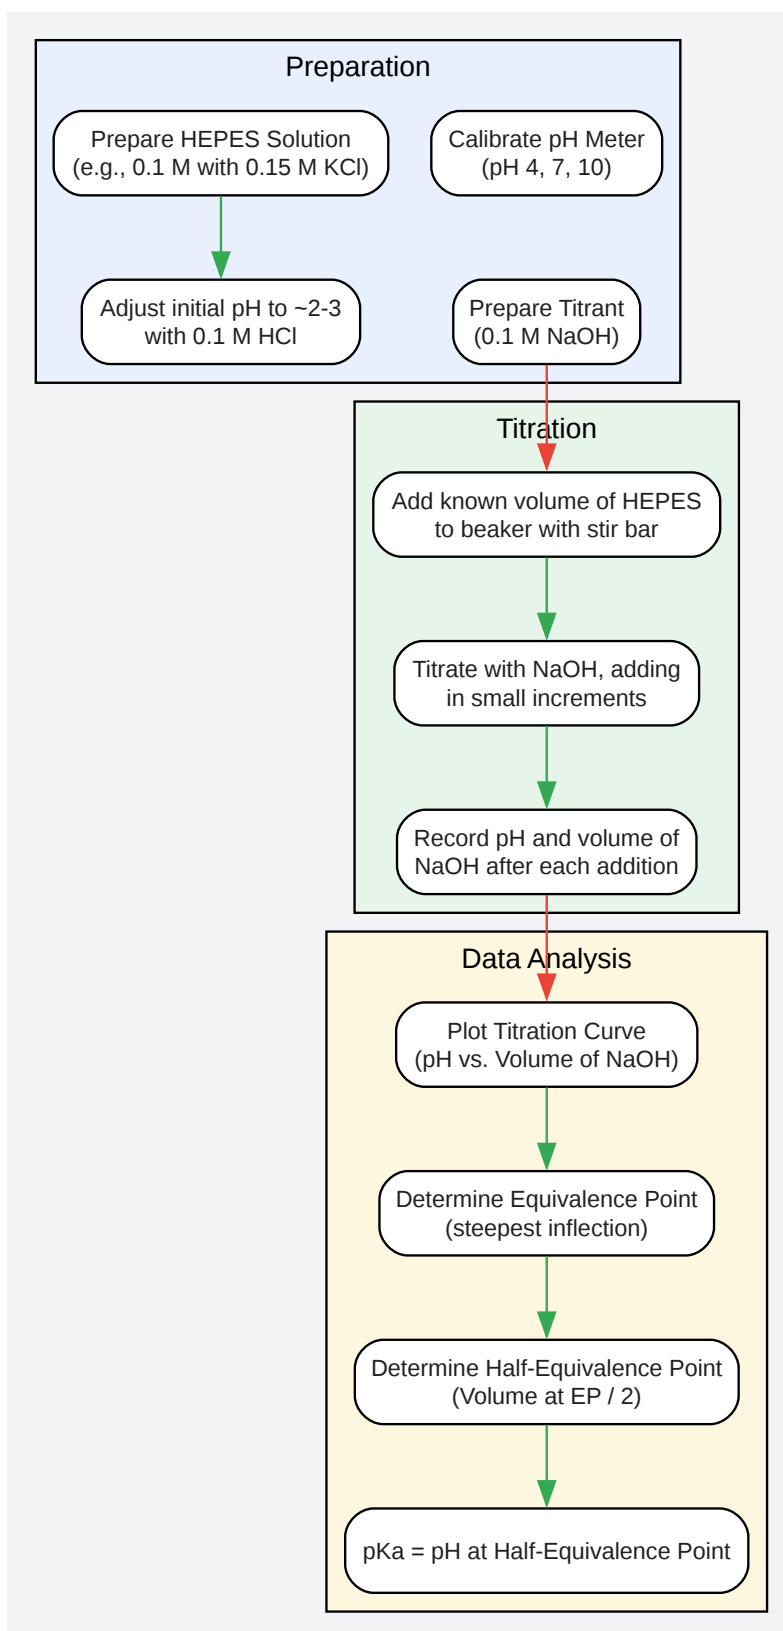 Preparation
Prepare HEPES Solution
(e.g., 0.1 M with 0.15 M KCl)
Calibrate pH Meter
(pH 4, 7, 10)
Adjust initial pH to ~2-3
with 0.1 M HCl
Prepare Titrant
(0.1 M NaOH)
Titration
Add known volume of HEPES
to beaker with stir bar
Titrate with NaOH, adding
in small increments
Record pH and volume of
NaOH after each addition
Data Analysis
Plot Titration Curve
(pH vs. Volume of NaOH)
Determine Equivalence Point
(steepest inflection)
Determine Half-Equivalence Point
(Volume at EP / 2)
pKa = pH at Half-Equivalence Point